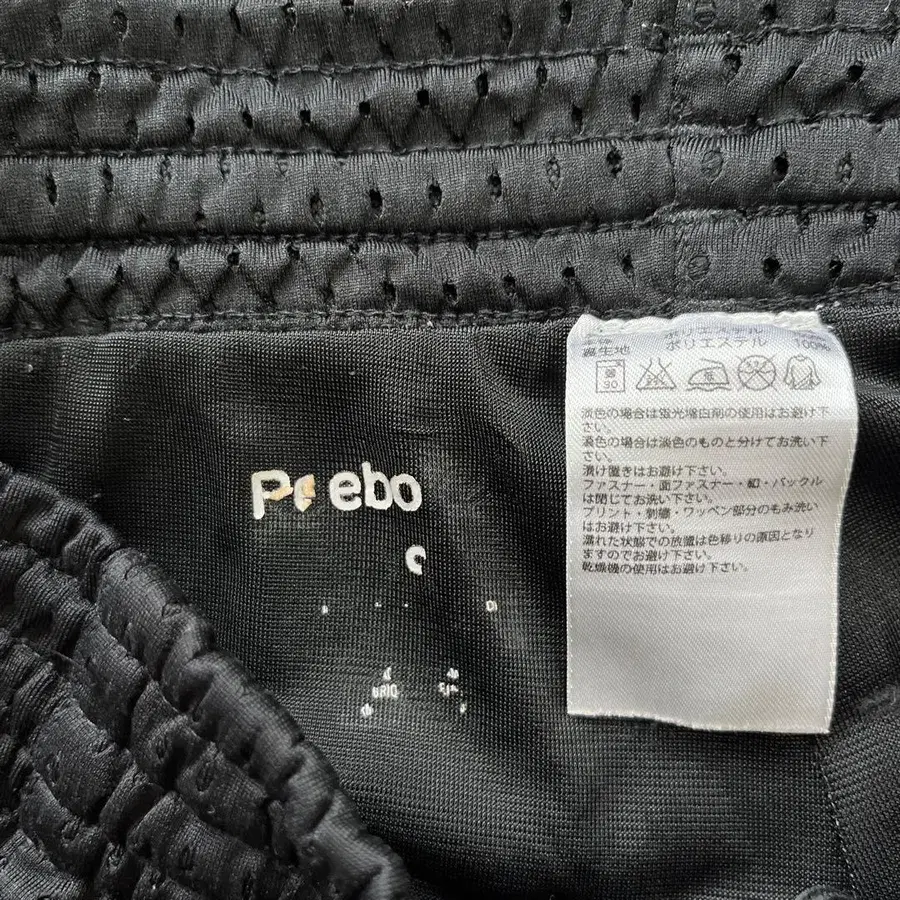 裏生地 ポリエステル 100%
30
淡色の場合は蛍光増白剤の使用はお避け下
さい。
濃色の場合は淡色のものと分けてお洗い下
さい。
漬け置きはお避け下さい。
ファスナー・面ファスナー・釦・バックル
は閉じてお洗い下さい。
プリント・刺繍・ワッペン部分のもみ洗い
はお避け下さい。
濡れた状態での放置は色移りの原因となり
ますのでお避け下さい。
乾燥機の使用はお避け下さい。
ebo